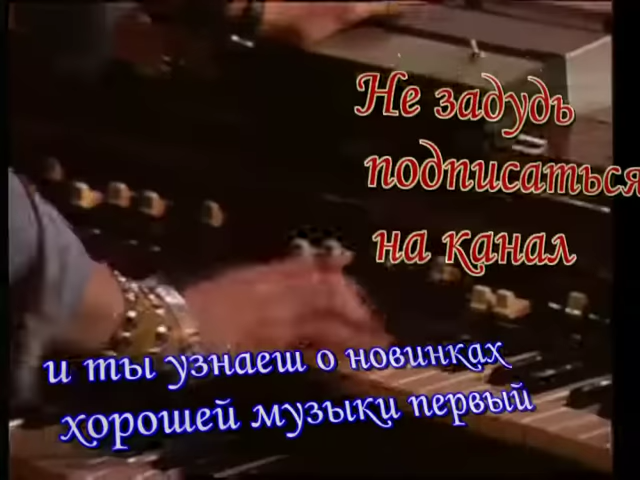 Не задудь
подписаться
на канал
и ты узнаеш о новинках
хорошей музыки первый